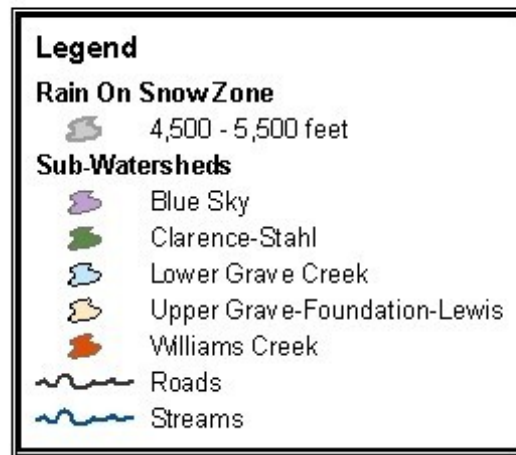 Legend
Rain On Snow Zone
4,500 - 5,500 feet
Sub-Watersheds
Blue Sky
Clarence-Stahl
Lower Grave Creek
Upper Grave-Foundation-Lewis
Williams Creek
Roads
Streams